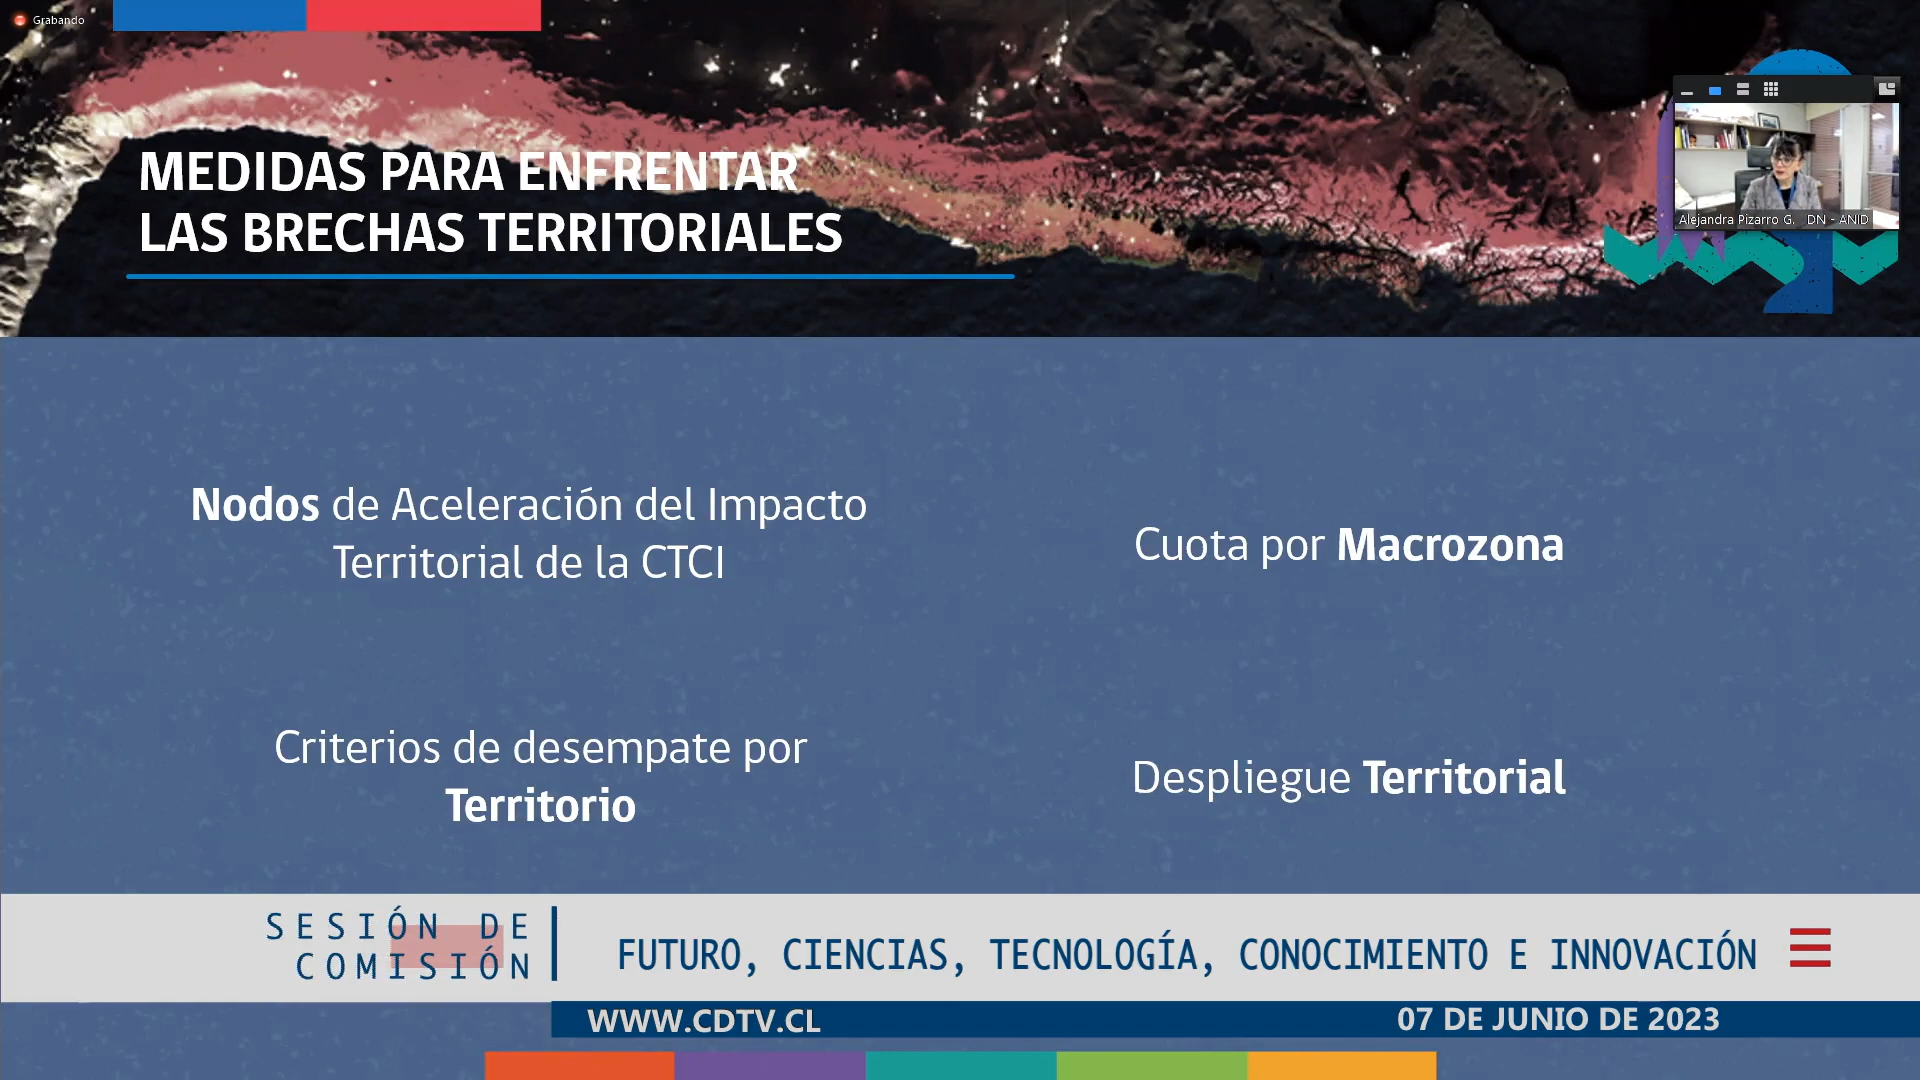 Grabando
MEDIDAS PARA ENFRENTAR
LAS BRECHAS TERRITORIALES
Alejandra Pizarro G. DN - ANID
Nodos de Aceleración del Impacto
Territorial de la CTCI
Cuota por Macrozona
Criterios de desempate por
Territorio
Despliegue Territorial
SESIÓN DE
COMISIÓN
FUTURO, CIENCIAS, TECNOLOGÍA, CONOCIMIENTO E INNOVACIÓN
WWW.CDTV.CL
07 DE JUNIO DE 2023